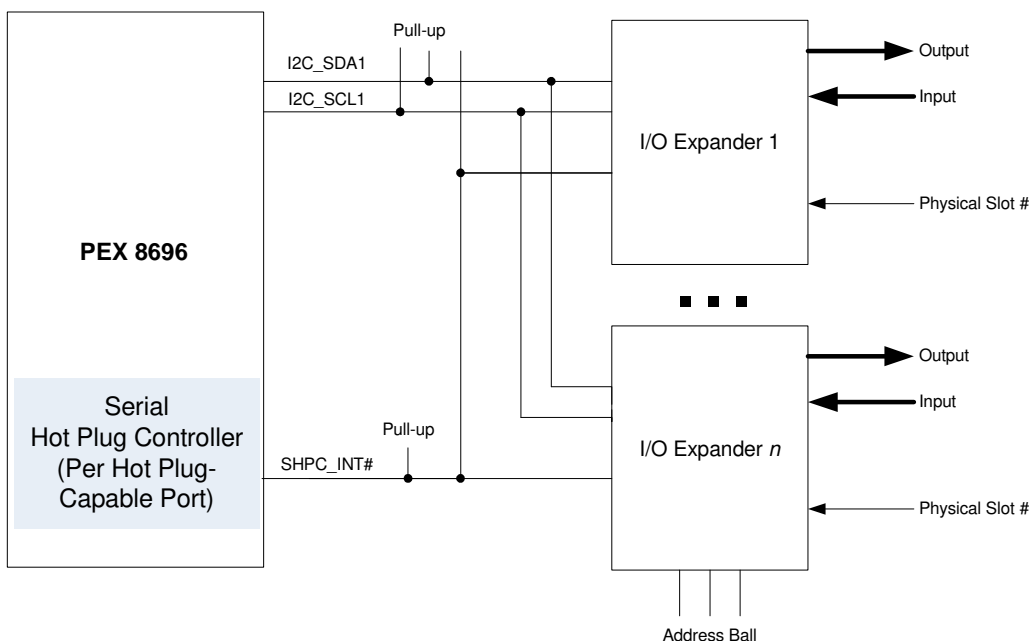 Pull-up
I2C_SDA1
I2C_SCL1
PEX 8696
Serial
Hot Plug Controller
(Per Hot Plug-
Capable Port)
Pull-up
SHPC_INT#
I/O Expander 1
Output
Input
Physical Slot #
I/O Expander n
Output
Input
Physical Slot #
Address Ball